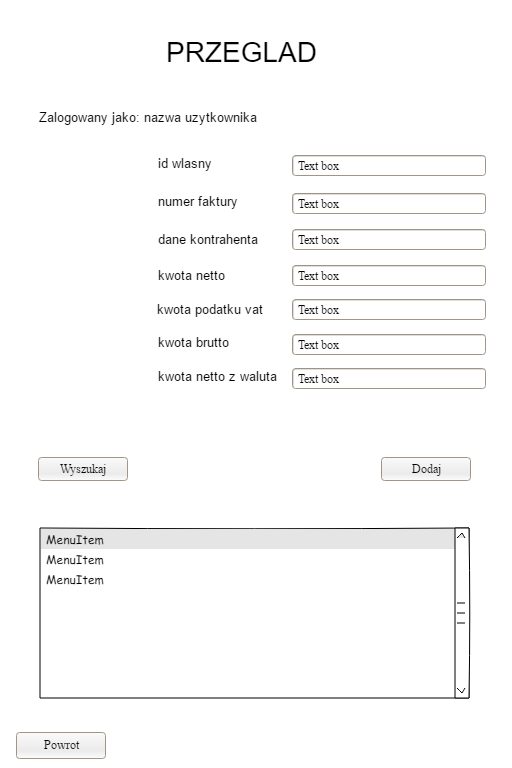 PRZEGLAD
Zalogowany jako: nazwa uzytkownika
id wlasny Text box
numer faktury Text box
dane kontrahenta Text box
kwota netto Text box
kwota podatku vat Text box
kwota brutto Text box
kwota netto z waluta Text box
Wyszukaj Dodaj
MenuItem
MenuItem
MenuItem
Powrot